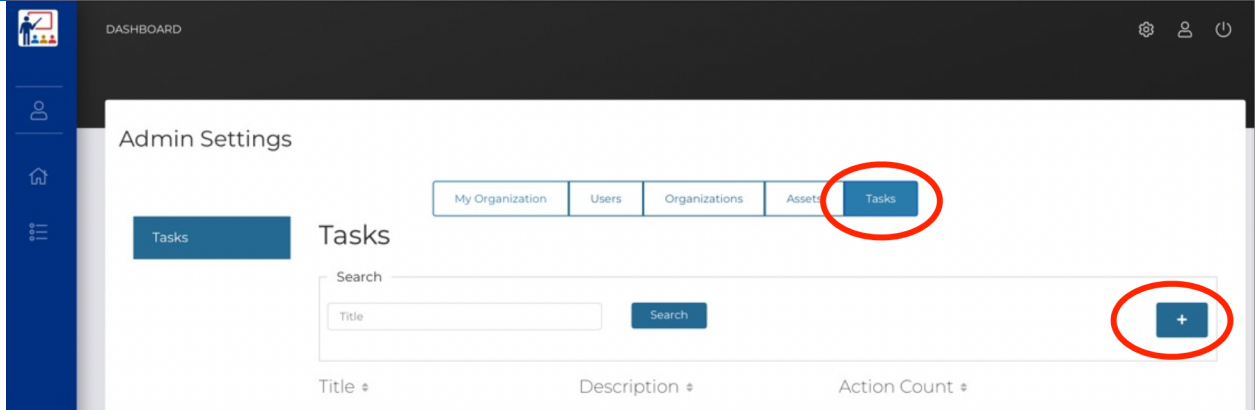 DASHBOARD
Admin Settings
My Organization Users Organizations Assets Tasks
Tasks
Tasks
Search
Title Search +
Title Description Action Count